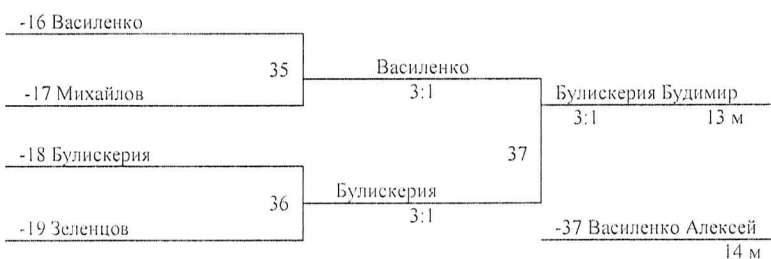 -16 Василенко
35
Василенко
-17 Михайлов
3:1
Булискерия Будимир
3:1 13 м
-18 Булискерия
37
36
Булискерия
3:1
-19 Зеленцов
-37 Василенко Алексей
14 м